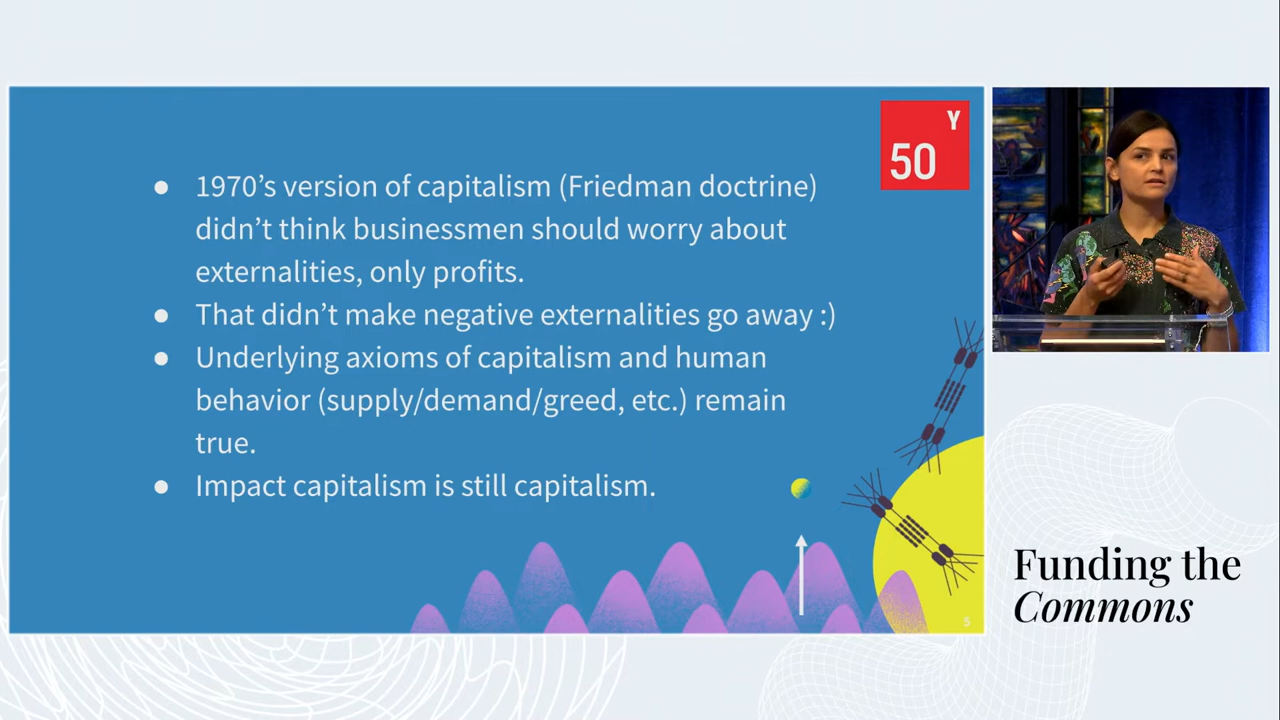 Y
50
● 1970’s version of capitalism (Friedman doctrine)
didn’t think businessmen should worry about
externalities, only profits.
● That didn’t make negative externalities go away :)
● Underlying axioms of capitalism and human
behavior (supply/demand/greed, etc.) remain
true.
● Impact capitalism is still capitalism.
5
Funding the
Commons